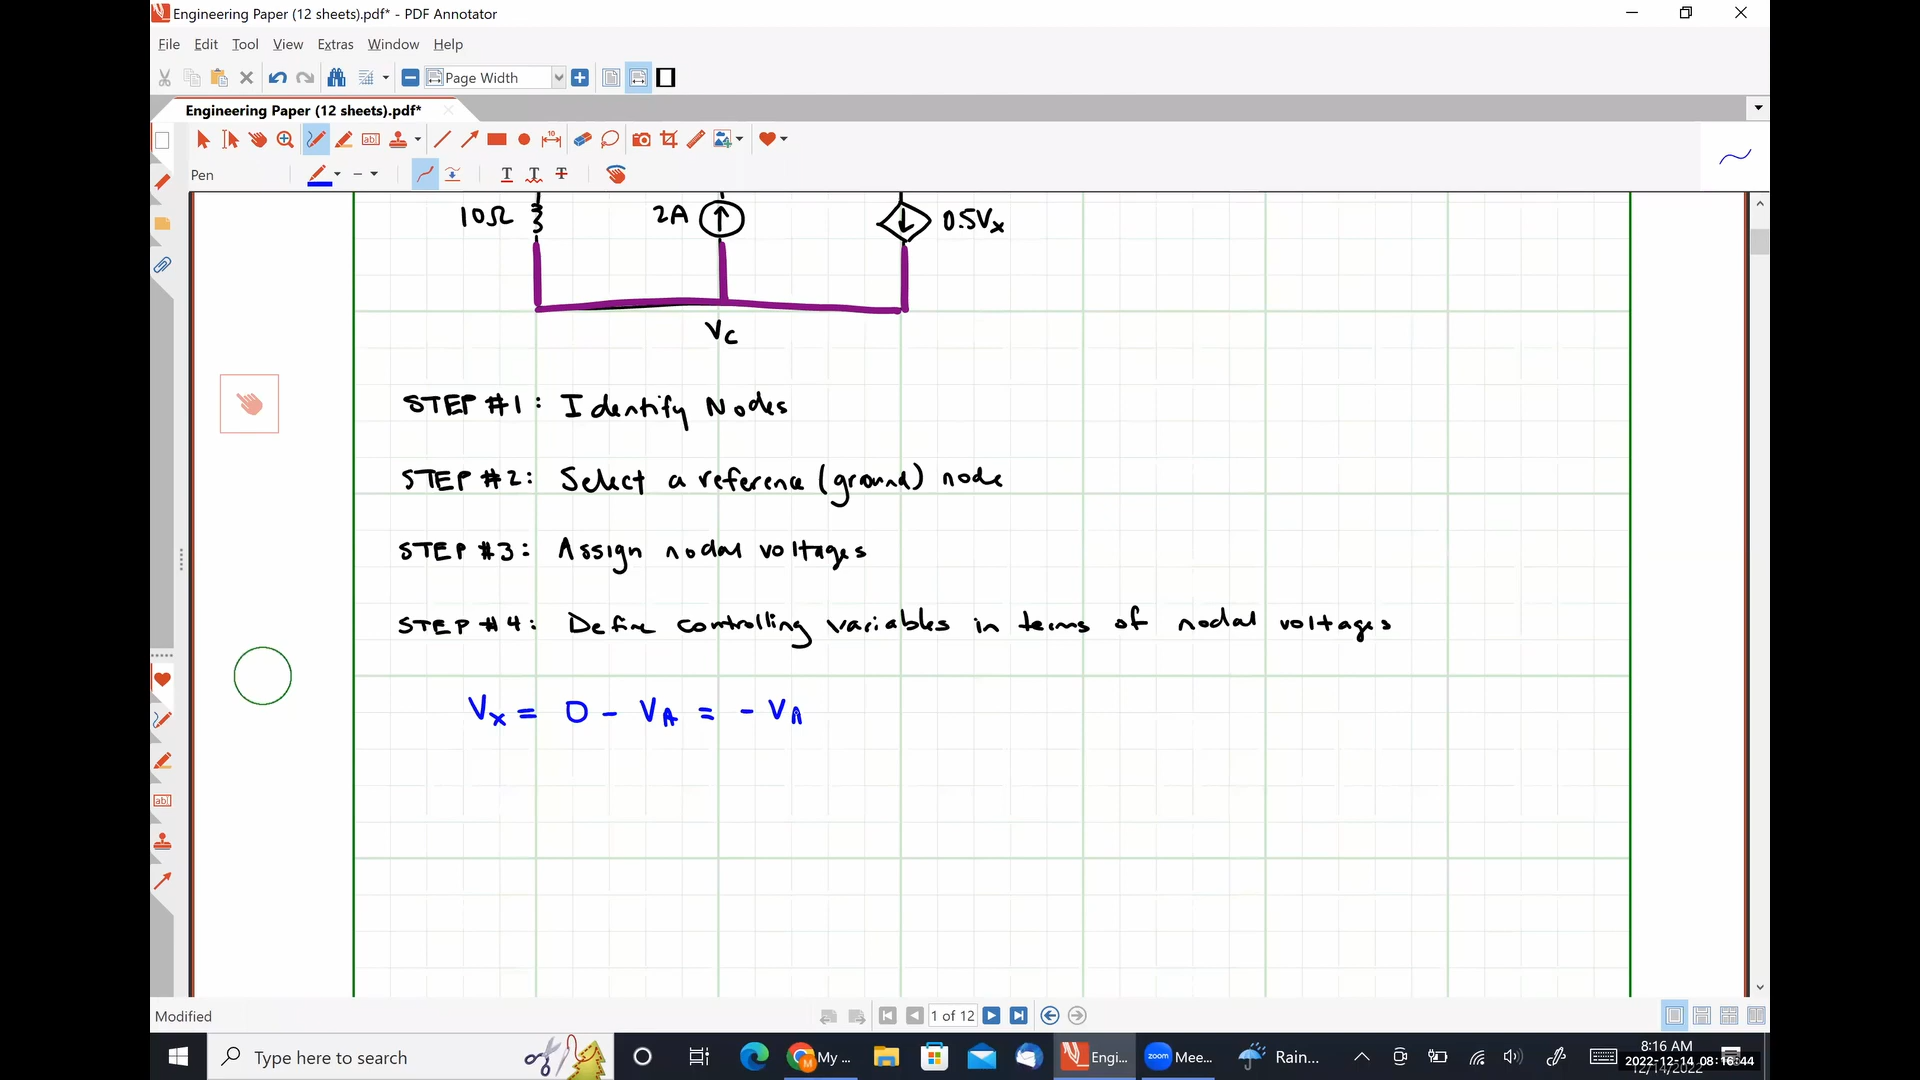 Engineering Paper (12 sheets).pdf* - PDF Annotator
File Edit Tool View Extras Window Help
Page Width
Engineering Paper (12 sheets).pdf*
Pen
10Ω 2A 0.5Vx
VC
STEP #1: Identify Nodes
STEP #2: Select a reference (ground) node
STEP #3: Assign nodal voltages
STEP #4: Define controlling variables in terms of nodal voltages
Vx = 0 - VA = - VA
Modified
1 of 12
Type here to search
My ...
Engi...
zoom
Mee...
Rain...
8:16 AM
2022-12-14 08:16:44
12/14/2022